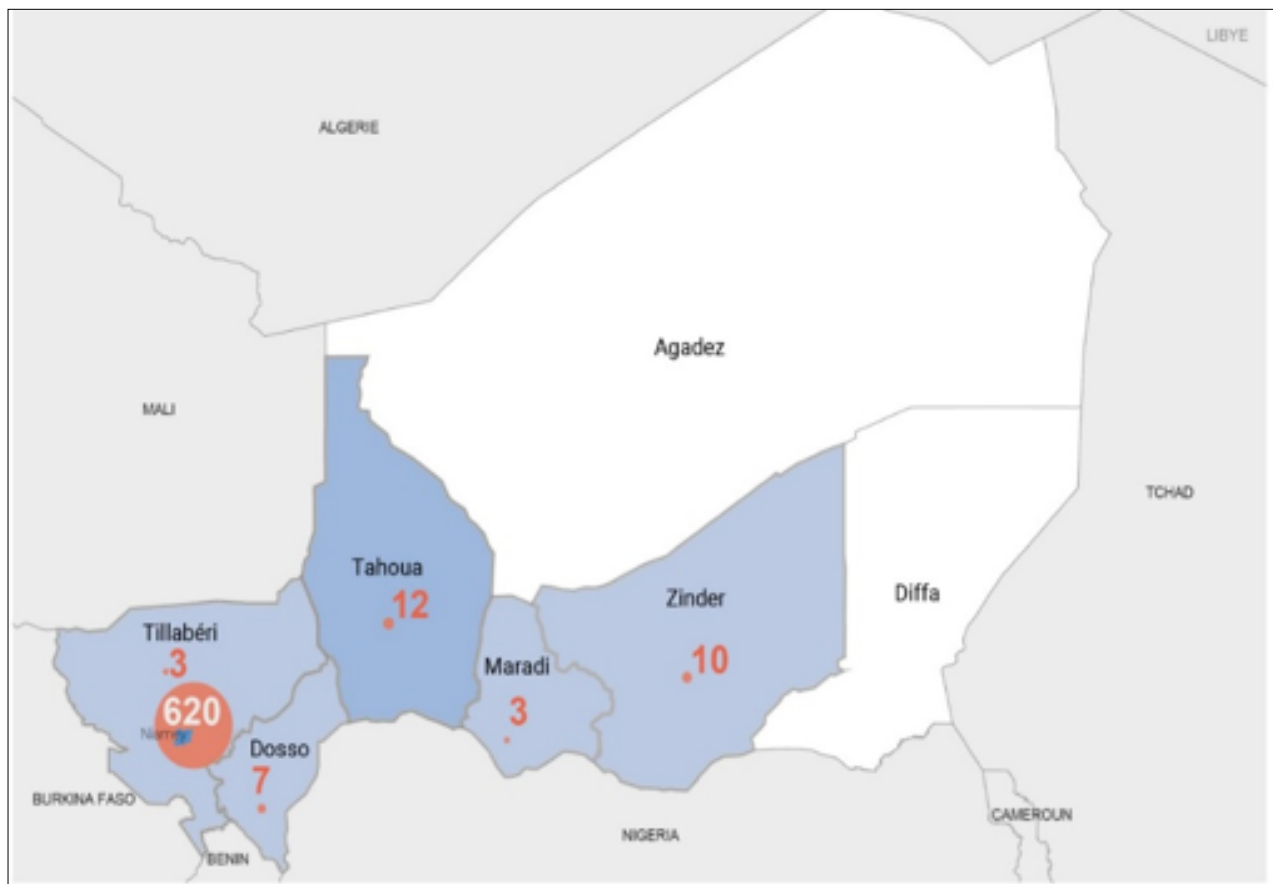 LIBYE
ALGERIE
Agadez
MALI
TCHAD
Tahoua
12
Zinder
10
Diffa
Tillabéri
3
Maradi
3
620
Niamey
Dosso
7
BURKINA FASO
NIGERIA
CAMEROUN
BENIN